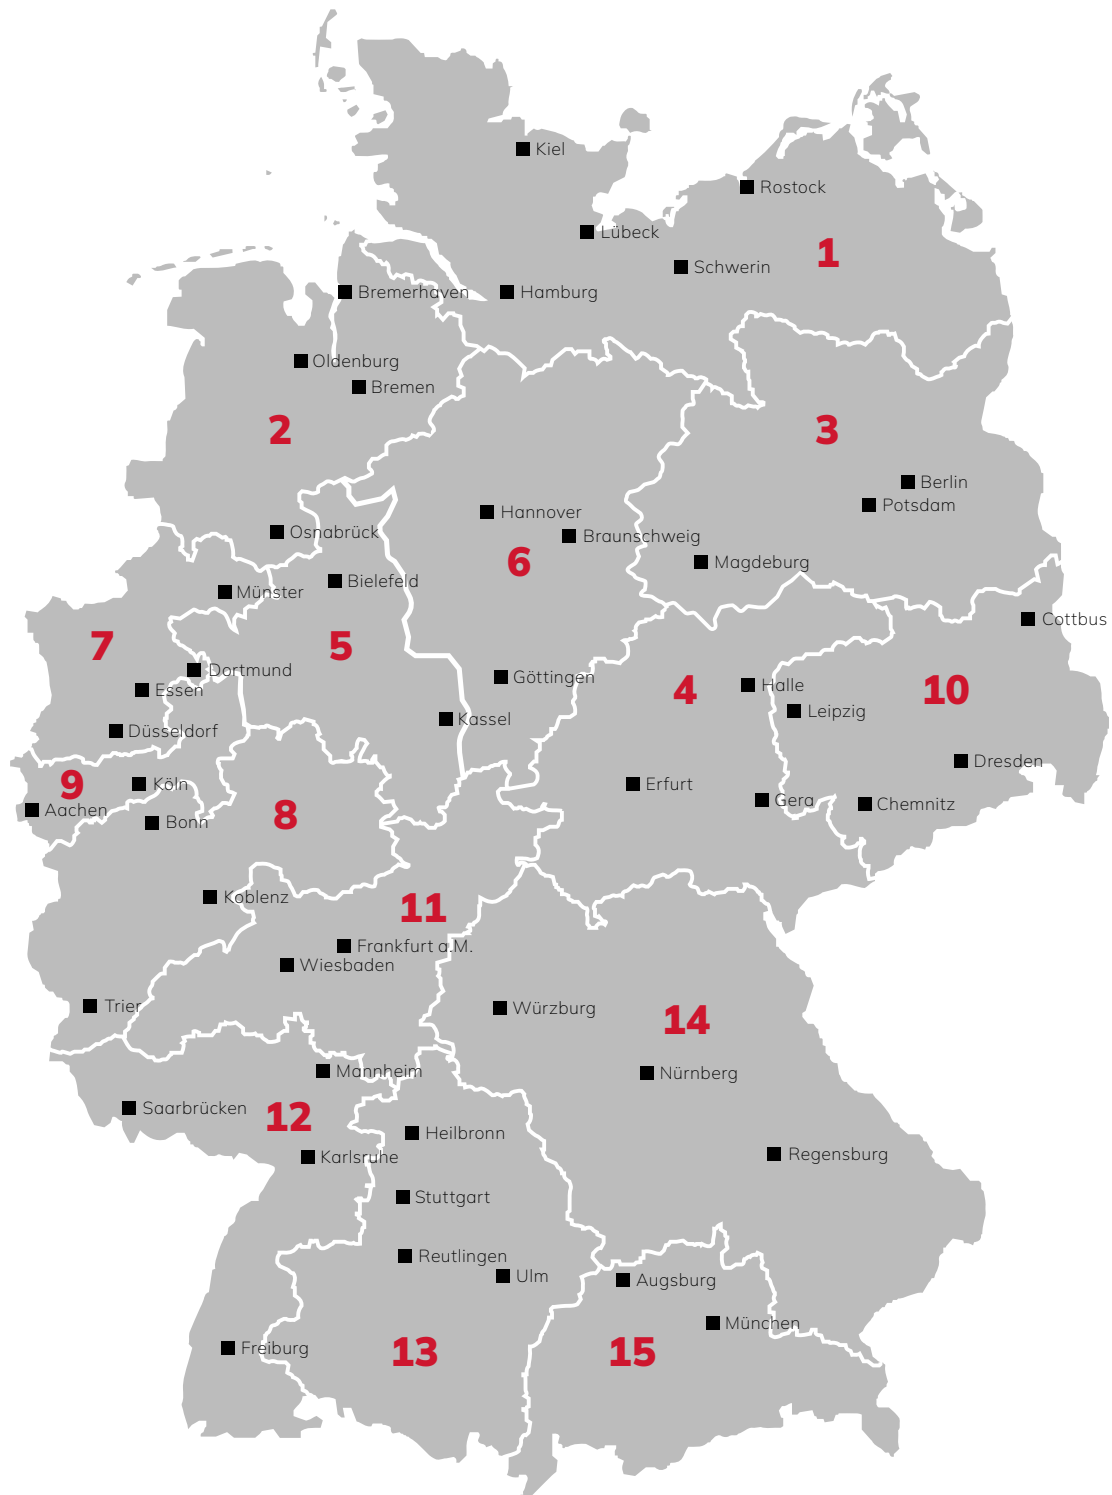 Kiel
Rostock
Lübeck
1
Schwerin
Bremerhaven
Hamburg
Oldenburg
Bremen
2
3
Berlin
Potsdam
Hannover
Osnabrück
Braunschweig
6
Magdeburg
Bielefeld
Münster
Cottbus
7
5
Dortmund
Göttingen
Halle
4
10
Essen
Leipzig
Kassel
Düsseldorf
Dresden
9
Köln
Erfurt
Gera
Chemnitz
Aachen
8
Bonn
Koblenz
11
Frankfurt a.M.
Wiesbaden
Trier
Würzburg
14
Mannheim
Nürnberg
Saarbrücken
12
Heilbronn
Karlsruhe
Regensburg
Stuttgart
Reutlingen
Ulm
Augsburg
München
Freiburg
13
15